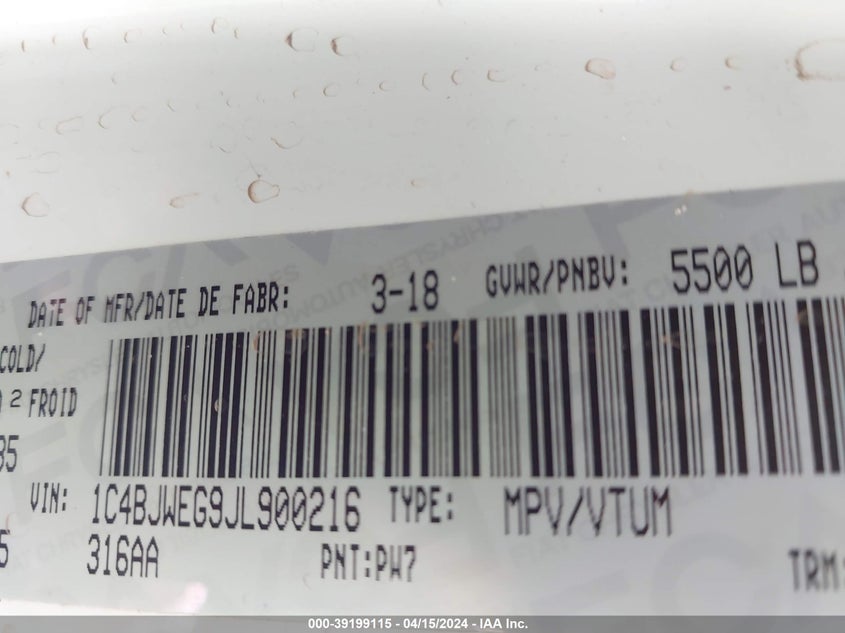 DATE OF MFR/DATE DE FABR: 3-18 GVWR/PNBV: 5500 LB
COLD/
2 FROID
35
VIN: 1C4BJWEG9JL900216 TYPE: MPV/VTUM
5 316AA PNT:PW7 TRM:
000-39199115 - 04/15/2024 - IAA Inc.